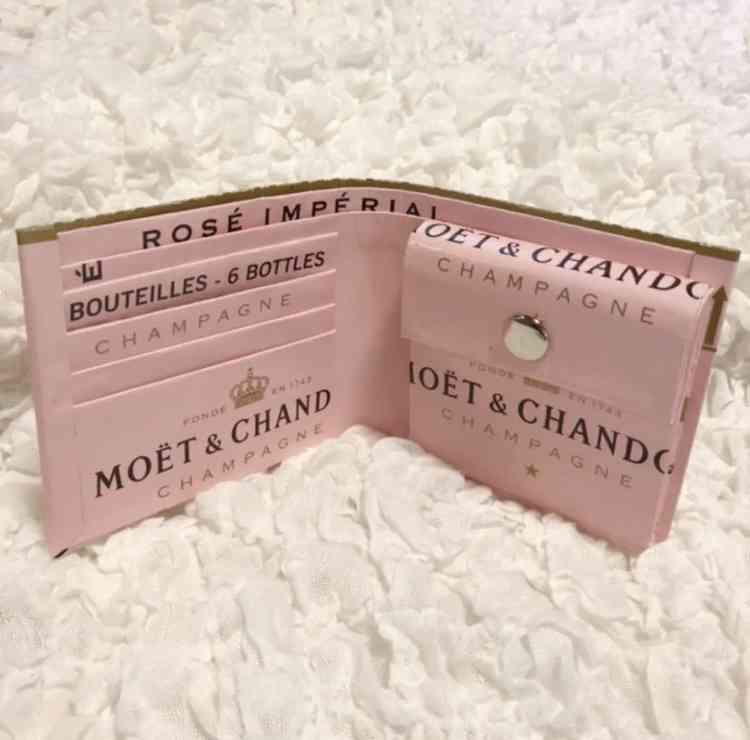 ROSÉ IMPÉRIAL
É
BOUTEILLES - 6 BOTTLES
CHAMPAGNE
FONDÉ EN 1743
MOËT & CHAND
CHAMPAGNE
OËT & CHANDO
CHAMPAGNE
FONDÉ EN 1743
MOËT & CHANDO
CHAMPAGNE